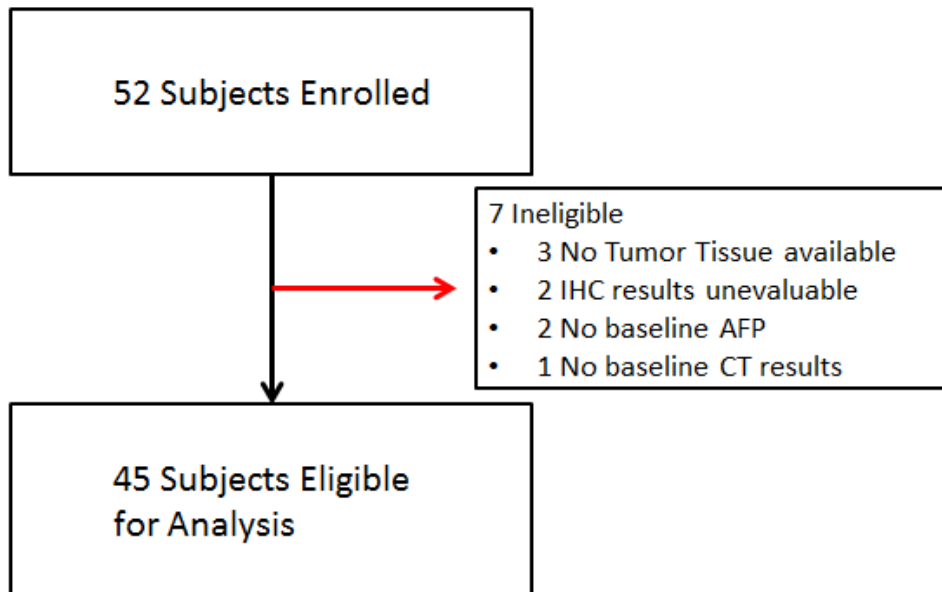 52 Subjects Enrolled
7 Ineligible
• 3 No Tumor Tissue available
• 2 IHC results unevaluable
• 2 No baseline AFP
• 1 No baseline CT results
45 Subjects Eligible
for Analysis